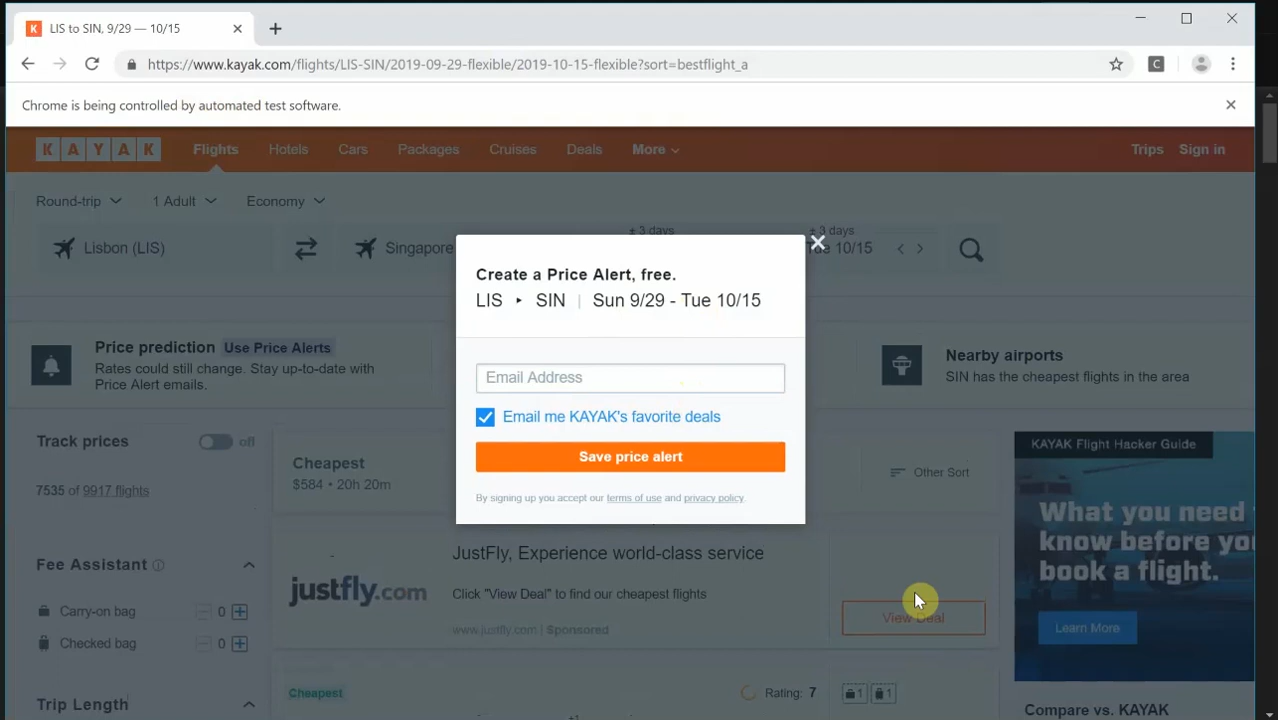 LIS to SIN, 9/29 — 10/15
https://www.kayak.com/flights/LIS-SIN/2019-09-29-flexible/2019-10-15-flexible?sort=bestflight_a
C
Chrome is being controlled by automated test software.
KAYAK Flights Hotels Cars Packages Cruises Deals More Trips Sign in
Round-trip 1 Adult Economy
± 3 days ± 3 days
Lisbon (LIS) Singapore Tue 10/15
Create a Price Alert, free.
LIS ▸ SIN | Sun 9/29 - Tue 10/15
Email Address
Email me KAYAK's favorite deals
Save price alert
By signing up you accept our terms of use and privacy policy.
Price prediction Use Price Alerts
Rates could still change. Stay up-to-date with
Price Alert emails.
Nearby airports
SIN has the cheapest flights in the area
Track prices off
7535 of 9917 flights
Cheapest
$584 • 20h 20m
Other Sort
Fee Assistant
Carry-on bag 0
Checked bag 0
Trip Length
justfly.com
JustFly, Experience world-class service
Click "View Deal" to find our cheapest flights
www.justfly.com | Sponsored
View Deal
Cheapest
Rating: 7
1 1
KAYAK Flight Hacker Guide
What you need
know before you
book a flight.
Learn More
Compare vs. KAYAK